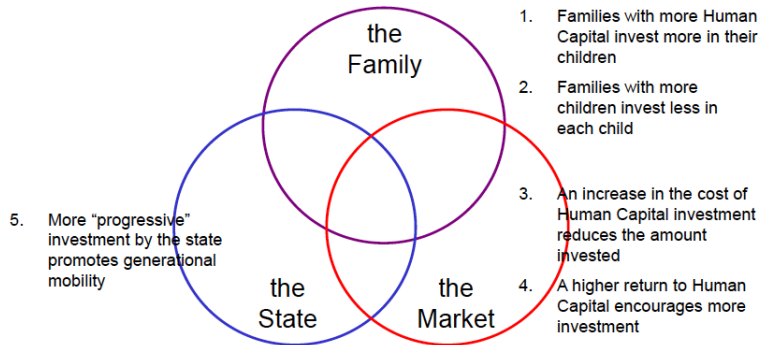 the
Family
1. Families with more Human
Capital invest more in their
children
2. Families with more
children invest less in
each child
3. An increase in the cost of
Human Capital investment
reduces the amount
invested
4. A higher return to Human
Capital encourages more
investment
5. More “progressive”
investment by the state
promotes generational
mobility
the
State
the
Market